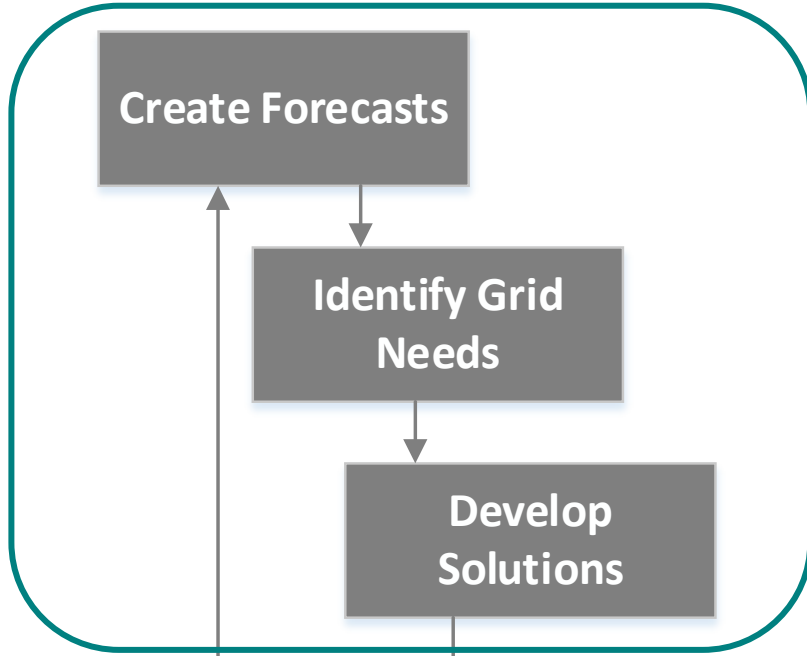 Create Forecasts
Identify Grid
Needs
Develop
Solutions